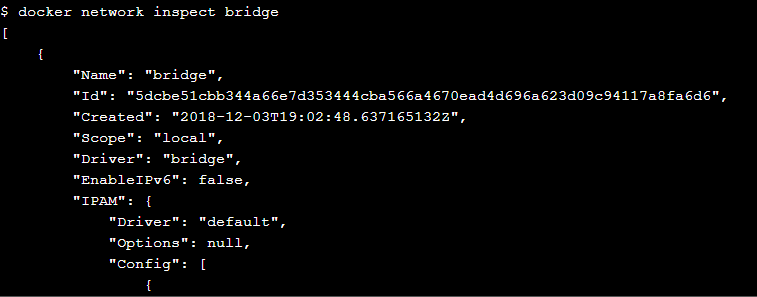 $ docker network inspect bridge
[
    {
        "Name": "bridge",
        "Id": "5dcbe51cbb344a66e7d353444cba566a4670ead4d696a623d09c94117a8fa6d6",
        "Created": "2018-12-03T19:02:48.637165132Z",
        "Scope": "local",
        "Driver": "bridge",
        "EnableIPv6": false,
        "IPAM": {
            "Driver": "default",
            "Options": null,
            "Config": [
                {